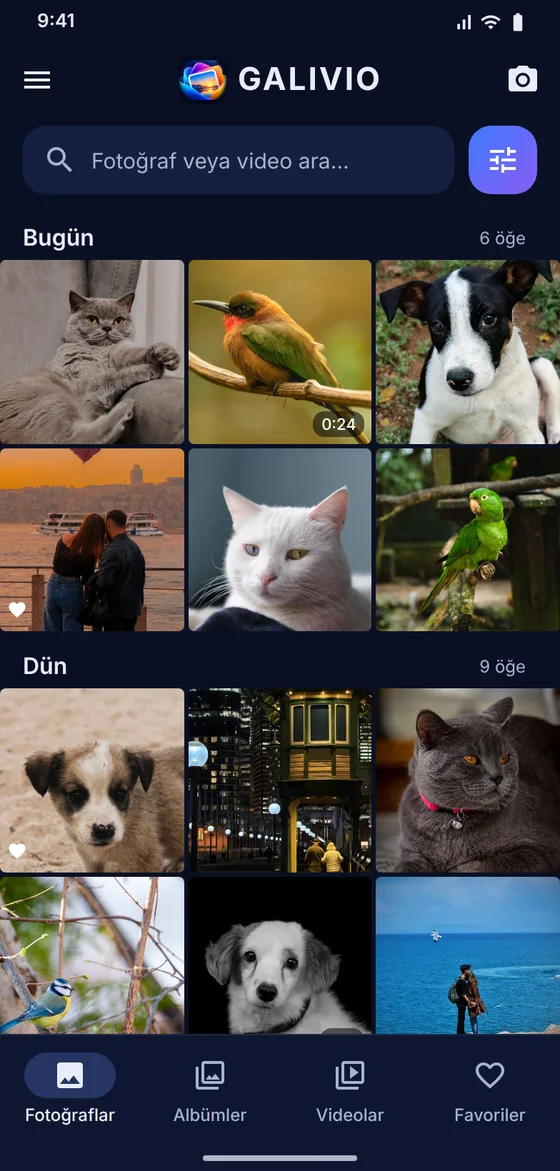 9:41
GALIVIO
Fotoğraf veya video ara...
Bugün
6 öğe
0:24
Dün
9 öğe
Fotoğraflar
Albümler
Videolar
Favoriler